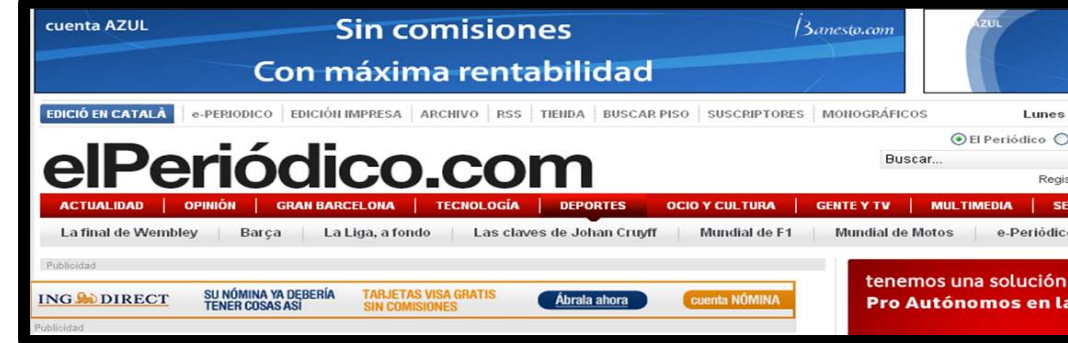 cuenta AZUL
Sin comisiones
Con máxima rentabilidad
Banesto.com
AZUL
EDICIÓ EN CATALÀ e-PERIODICO EDICIÓN IMPRESA ARCHIVO RSS TIENDA BUSCAR PISO SUSCRIPTORES MONOGRÁFICOS Lunes
El Periódico
elPeriódico.com
Buscar...
ACTUALIDAD OPINIÓN GRAN BARCELONA TECNOLOGÍA DEPORTES OCIO Y CULTURA GENTE Y TV MULTIMEDIA
La final de Wembley Barça La Liga, a fondo Las claves de Johan Cruyff Mundial de F1 Mundial de Motos
Publicidad
ING DIRECT
SU NÓMINA YA DEBERÍA
TENER COSAS ASÍ
TARJETAS VISA GRATIS
SIN COMISIONES
Ábrala ahora
cuenta NÓMINA
tenemos una solución
Pro Autónomos en
Publicidad